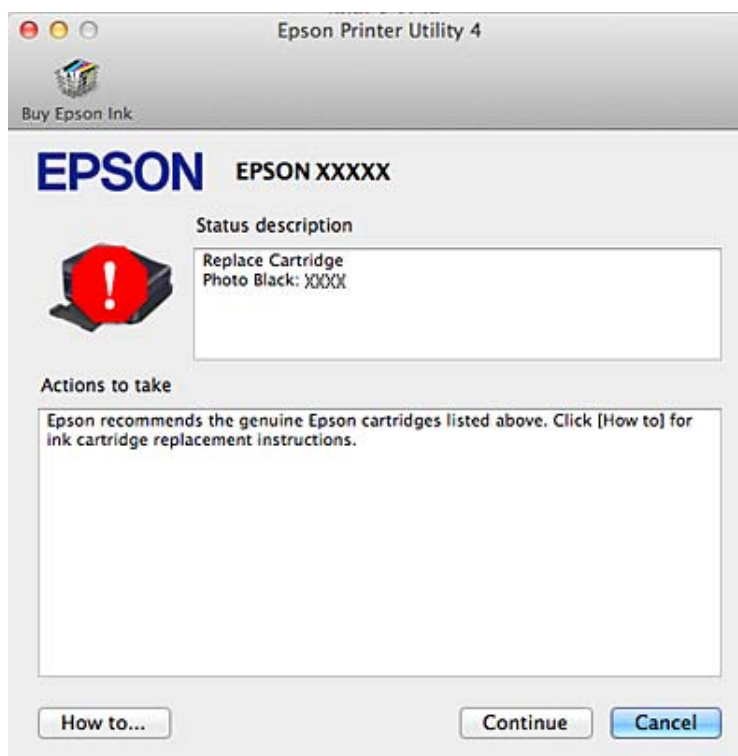 Epson Printer Utility 4
Buy Epson Ink
EPSON EPSON XXXXX
Status description
Replace Cartridge
Photo Black: XXXX
Actions to take
Epson recommends the genuine Epson cartridges listed above. Click [How to] for
ink cartridge replacement instructions.
How to... Continue Cancel